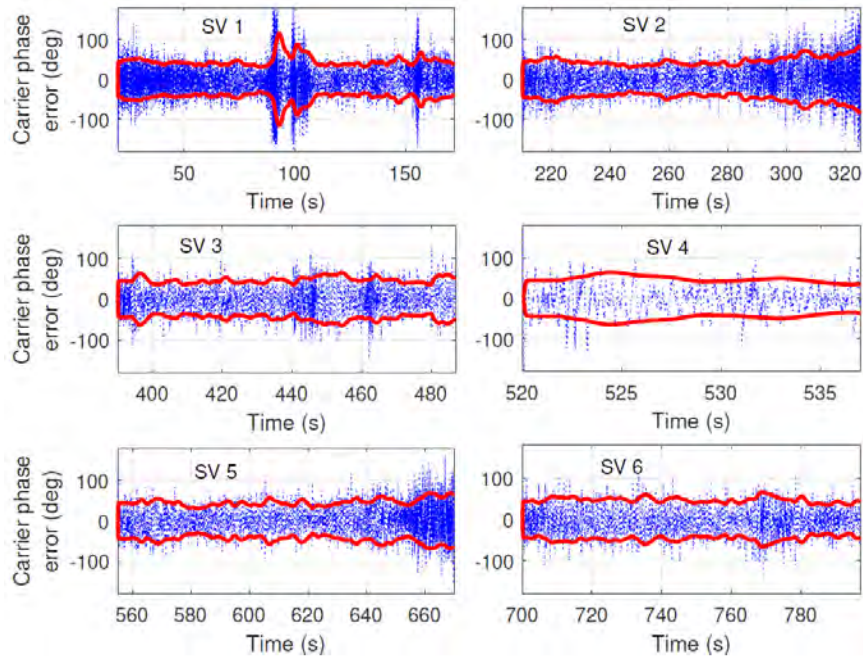 SV 1
Carrier phase
error (deg)
100
0
-100
50
100
150
Time (s)
SV 2
100
0
-100
220
240
260
280
300
320
Time (s)
SV 3
Carrier phase
error (deg)
100
0
-100
400
420
440
460
480
Time (s)
SV 4
100
0
-100
520
525
530
535
Time (s)
SV 5
Carrier phase
error (deg)
100
0
-100
560
580
600
620
640
660
Time (s)
SV 6
100
0
-100
700
720
740
760
780
Time (s)